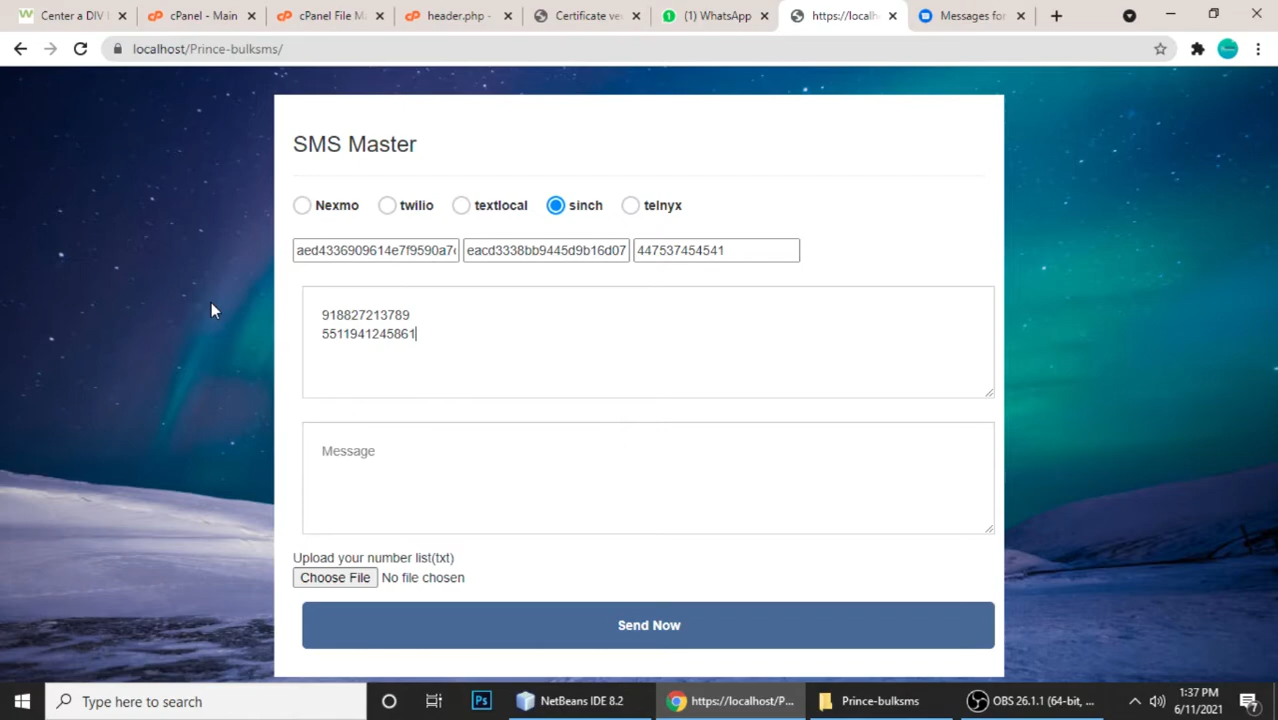 Center a DIV
cPanel - Main
cPanel File M
header.php -
Certificate ve
(1) WhatsApp
https://localh
Messages for
localhost/Prince-bulksms/
SMS Master
Nexmo twilio textlocal sinch telnyx
aed4336909614e7f9590a7 eacd3338bb9445d9b16d07 447537454541
918827213789
5511941245861
Message
Upload your number list(txt)
Choose File No file chosen
Send Now
Type here to search
Ps
NetBeans IDE 8.2
https://localhost/P...
Prince-bulksms
OBS 26.1.1 (64-bit, ...
1:37 PM
6/11/2021
7